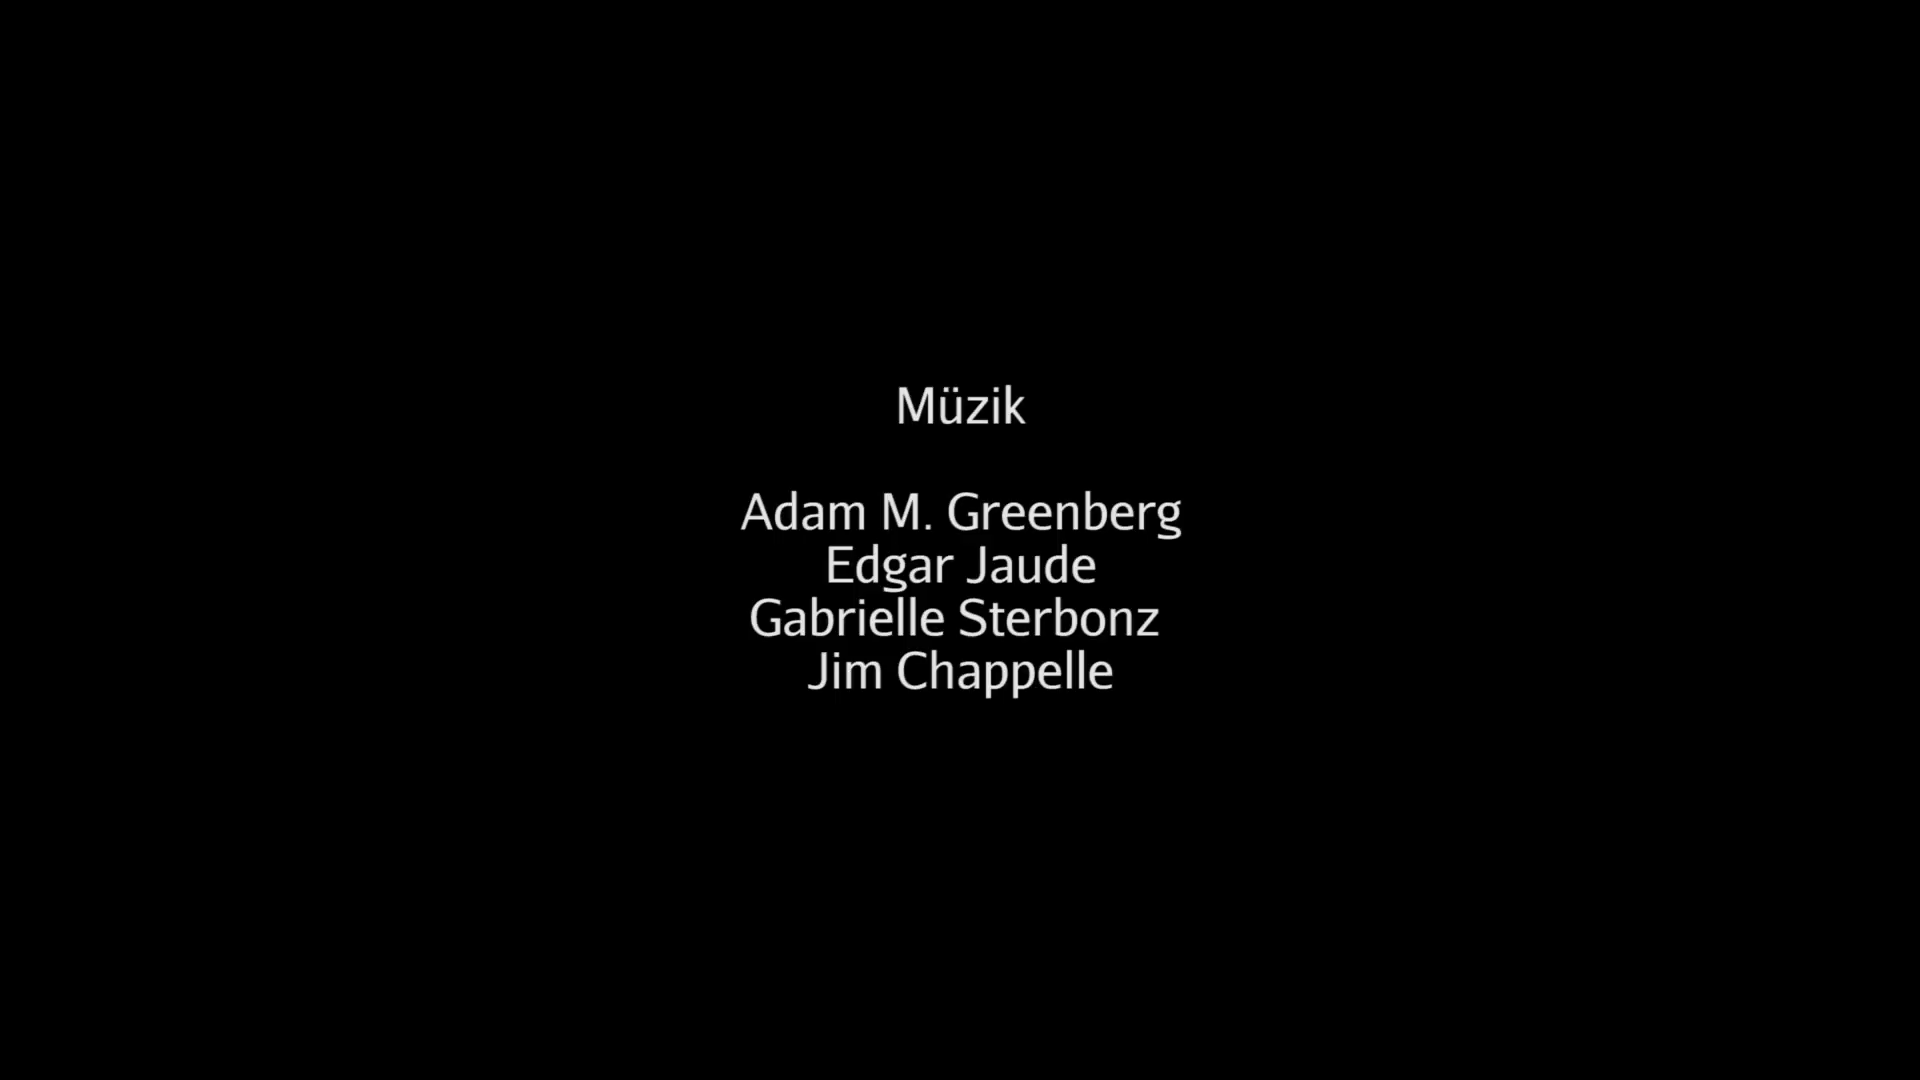 Müzik
Adam M. Greenberg
Edgar Jaude
Gabrielle Sterbonz
Jim Chappelle